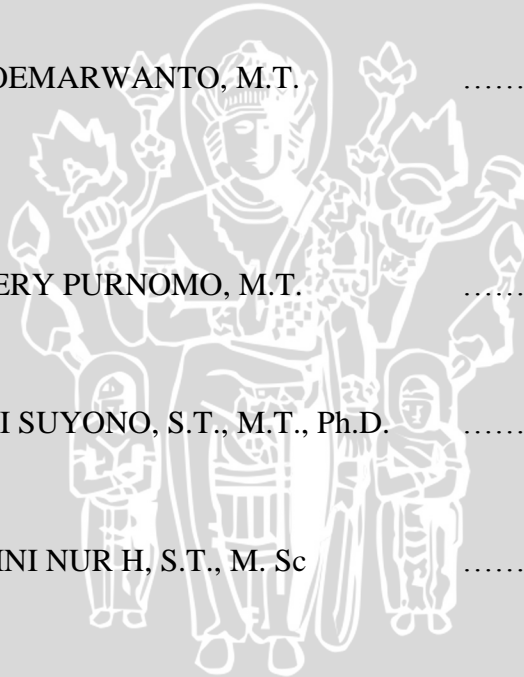 DEMARWANTO, M.T. ......
ERY PURNOMO, M.T. ......
I SUYONO, S.T., M.T., Ph.D. ......
INI NUR H, S.T., M. Sc ......